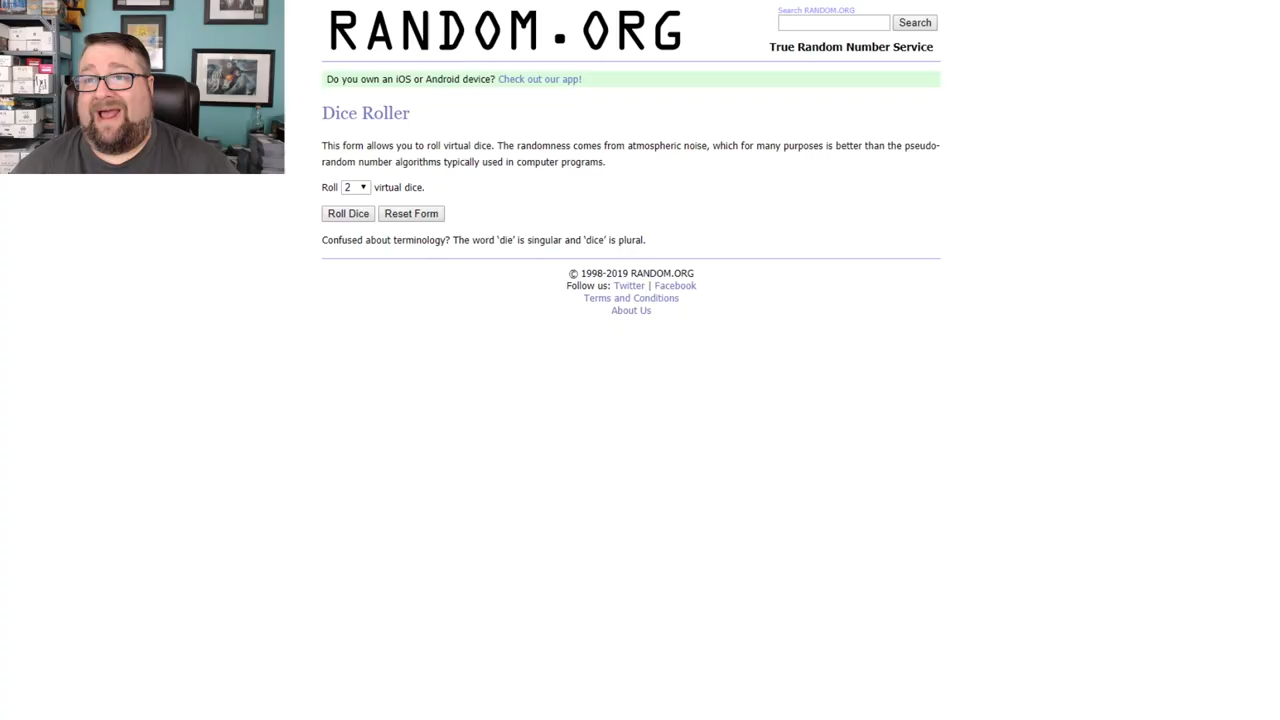 RANDOM.ORG
Search RANDOM.ORG
Search
True Random Number Service
Do you own an iOS or Android device? Check out our app!
Dice Roller
This form allows you to roll virtual dice. The randomness comes from atmospheric noise, which for many purposes is better than the pseudo-
random number algorithms typically used in computer programs.
Roll 2 virtual dice.
Roll Dice Reset Form
Confused about terminology? The word ‘die’ is singular and ‘dice’ is plural.
© 1998-2019 RANDOM.ORG
Follow us: Twitter | Facebook
Terms and Conditions
About Us